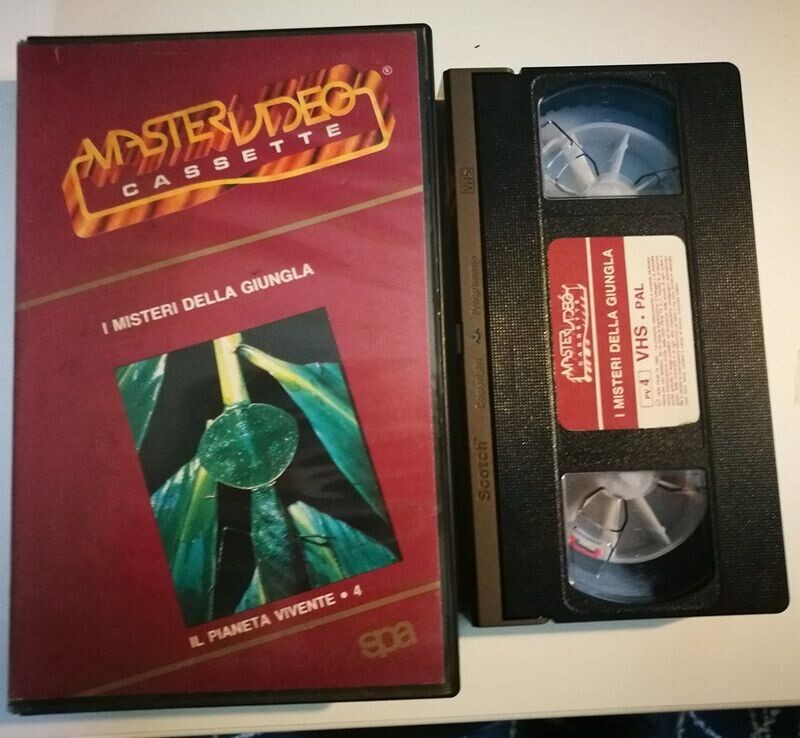 MASTERVIDEO®
CASSETTE
I MISTERI DELLA GIUNGLA
IL PIANETA VIVENTE • 4
spa
VHS
Scotch
MASTERVIDEO
CASSETTE
I MISTERI DELLA GIUNGLA
PV 4 VHS • PAL